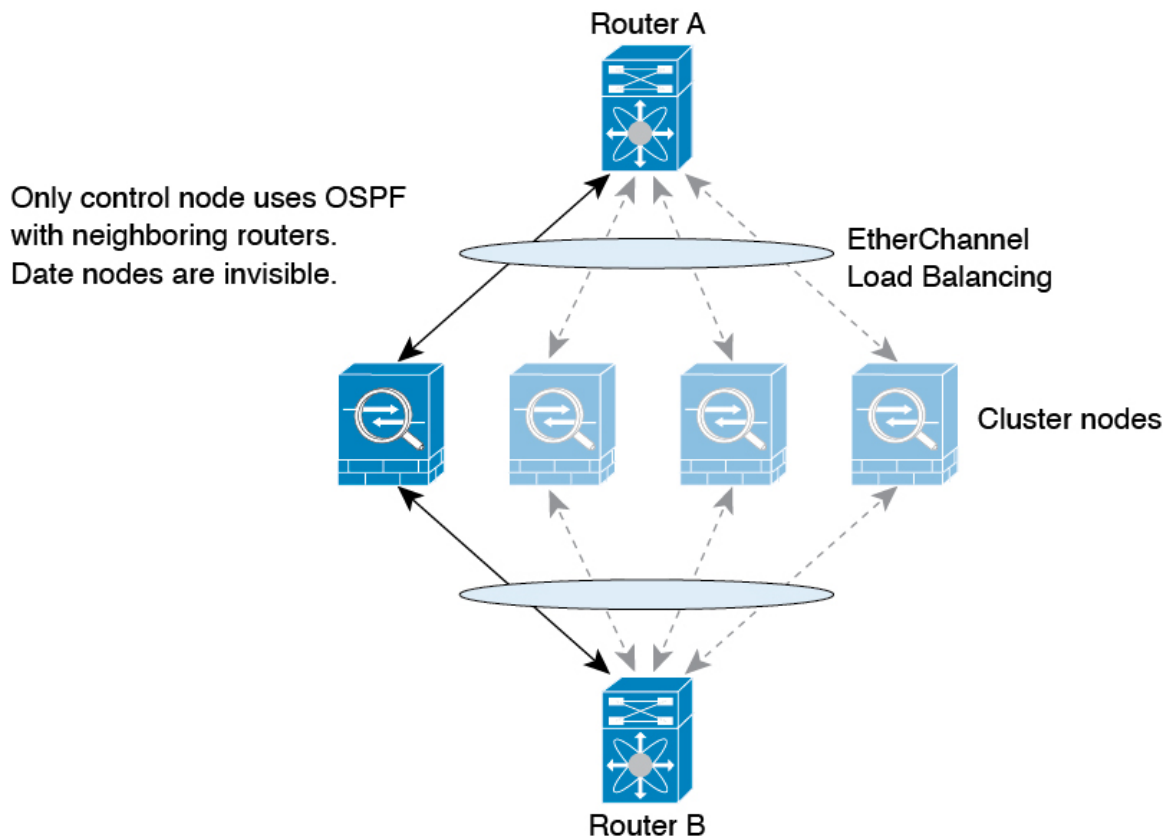 Router A
Only control node uses OSPF
with neighboring routers.
Date nodes are invisible.
EtherChannel
Load Balancing
Cluster nodes
Router B